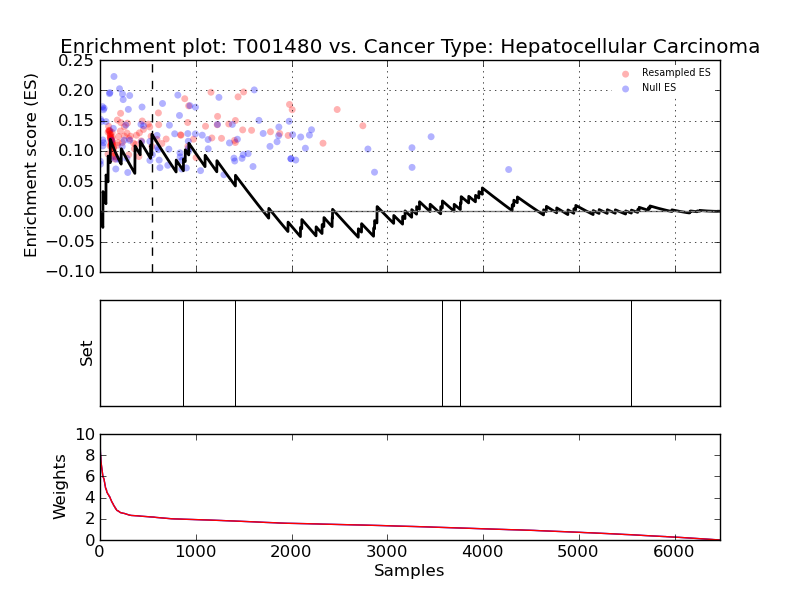 Enrichment plot: T001480 vs. Cancer Type: Hepatocellular Carcinoma
Enrichment score (ES)
0.25
0.20
0.15
0.10
0.05
0.00
−0.05
−0.10
Resampled ES
Null ES
Set
Weights
10
8
6
4
2
0
0 1000 2000 3000 4000 5000 6000
Samples